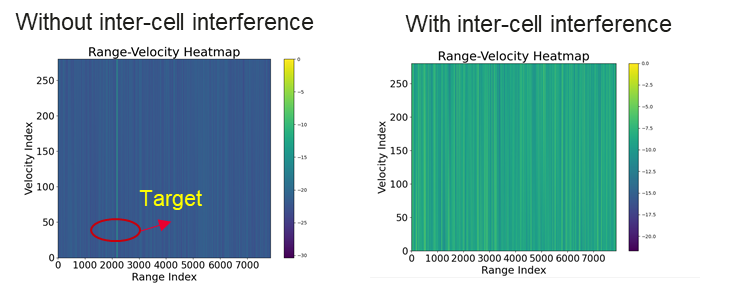 Without inter-cell interference
With inter-cell interference
Range-Velocity Heatmap
Velocity Index
250
200
150
100
50
0
0 1000 2000 3000 4000 5000 6000 7000
Range Index
Target
0
−5
−10
−15
−20
−25
−30
Range-Velocity Heatmap
Velocity Index
250
200
150
100
50
0
0 1000 2000 3000 4000 5000 6000 7000
Range Index
0.0
−2.5
−5.0
−7.5
−10.0
−12.5
−15.0
−17.5
−20.0